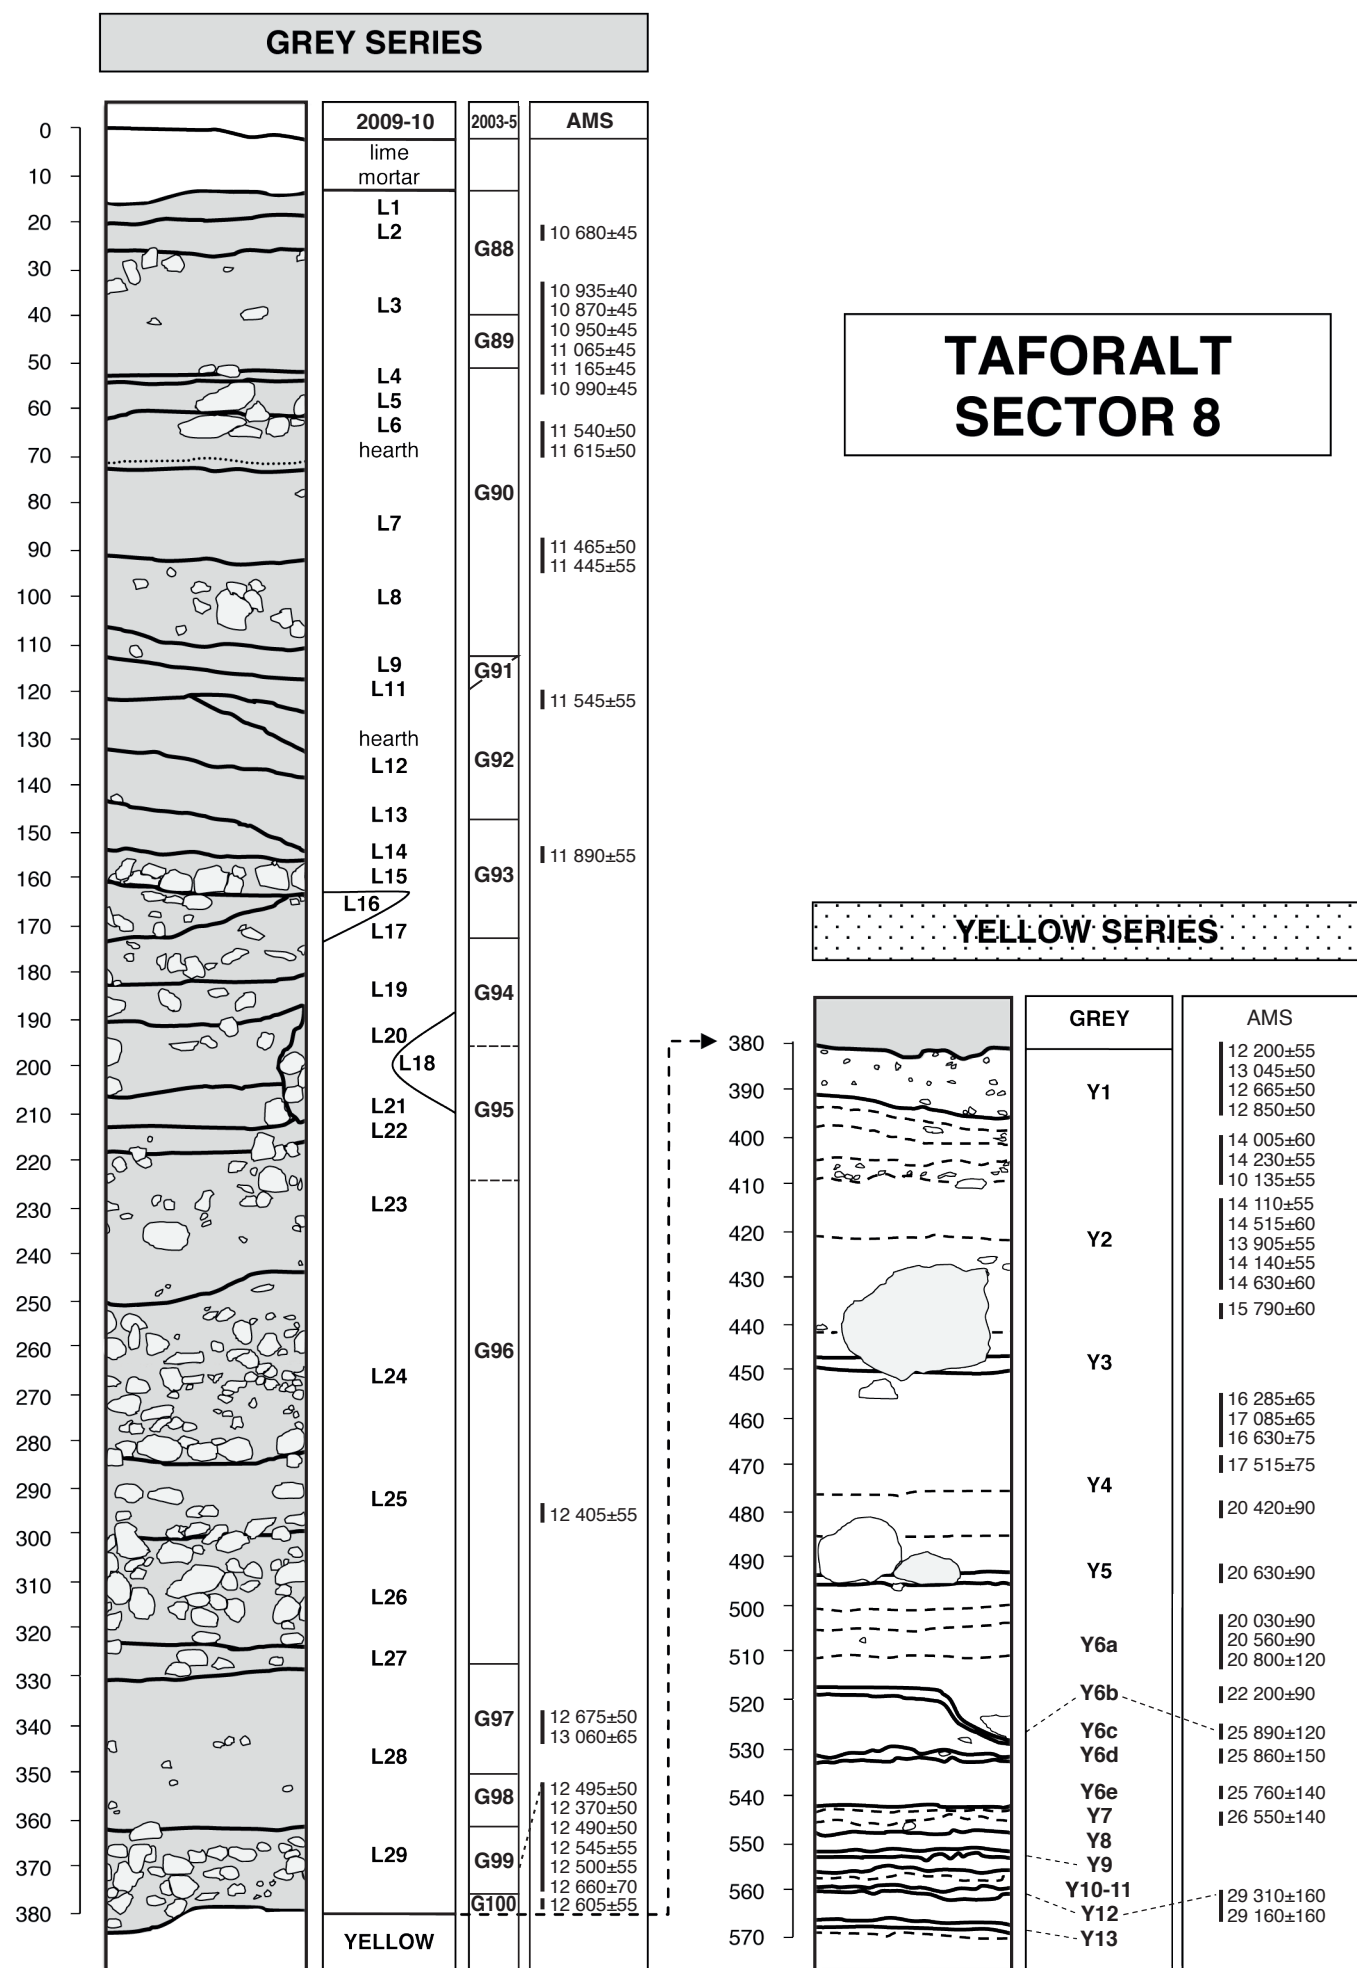 GREY SERIES
2009-10
2003-5
AMS
0
10
20
30
40
50
60
70
80
90
100
110
120
130
140
150
160
170
180
190
200
210
220
230
240
250
260
270
280
290
300
310
320
330
340
350
360
370
380
lime
mortar
L1
L2
L3
L4
L5
L6
hearth
L7
L8
L9
L11
hearth
L12
L13
L14
L15
L16
L17
L19
L20
L18
L21
L22
L23
L24
L25
L26
L27
L28
L29
YELLOW
G88
G89
G90
G91
G92
G93
G94
G95
G96
G97
G98
G99
G100
10 680±45
10 935±40
10 870±45
10 950±45
11 065±45
11 165±45
10 990±45
11 540±50
11 615±50
11 465±50
11 445±55
11 545±55
11 890±55
12 405±55
12 675±50
13 060±65
12 495±50
12 370±50
12 490±50
12 545±55
12 500±55
12 660±70
12 605±55
TAFORALT
SECTOR 8
YELLOW SERIES
GREY
AMS
380
390
400
410
420
430
440
450
460
470
480
490
500
510
520
530
540
550
560
570
Y1
Y2
Y3
Y4
Y5
Y6a
Y6b
Y6c
Y6d
Y6e
Y7
Y8
Y9
Y10-11
Y12
Y13
12 200±55
13 045±50
12 665±50
12 850±50
14 005±60
14 230±55
10 135±55
14 110±55
14 515±60
13 905±55
14 140±55
14 630±60
15 790±60
16 285±65
17 085±65
16 630±75
17 515±75
20 420±90
20 630±90
20 030±90
20 560±90
20 800±120
22 200±90
25 890±120
25 860±150
25 760±140
26 550±140
29 310±160
29 160±160